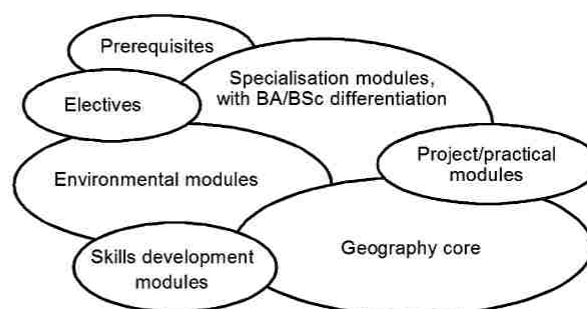 Prerequisites
Specialisation modules,
with BA/BSc differentiation
Electives
Project/practical
modules
Environmental modules
Geography core
Skills development
modules